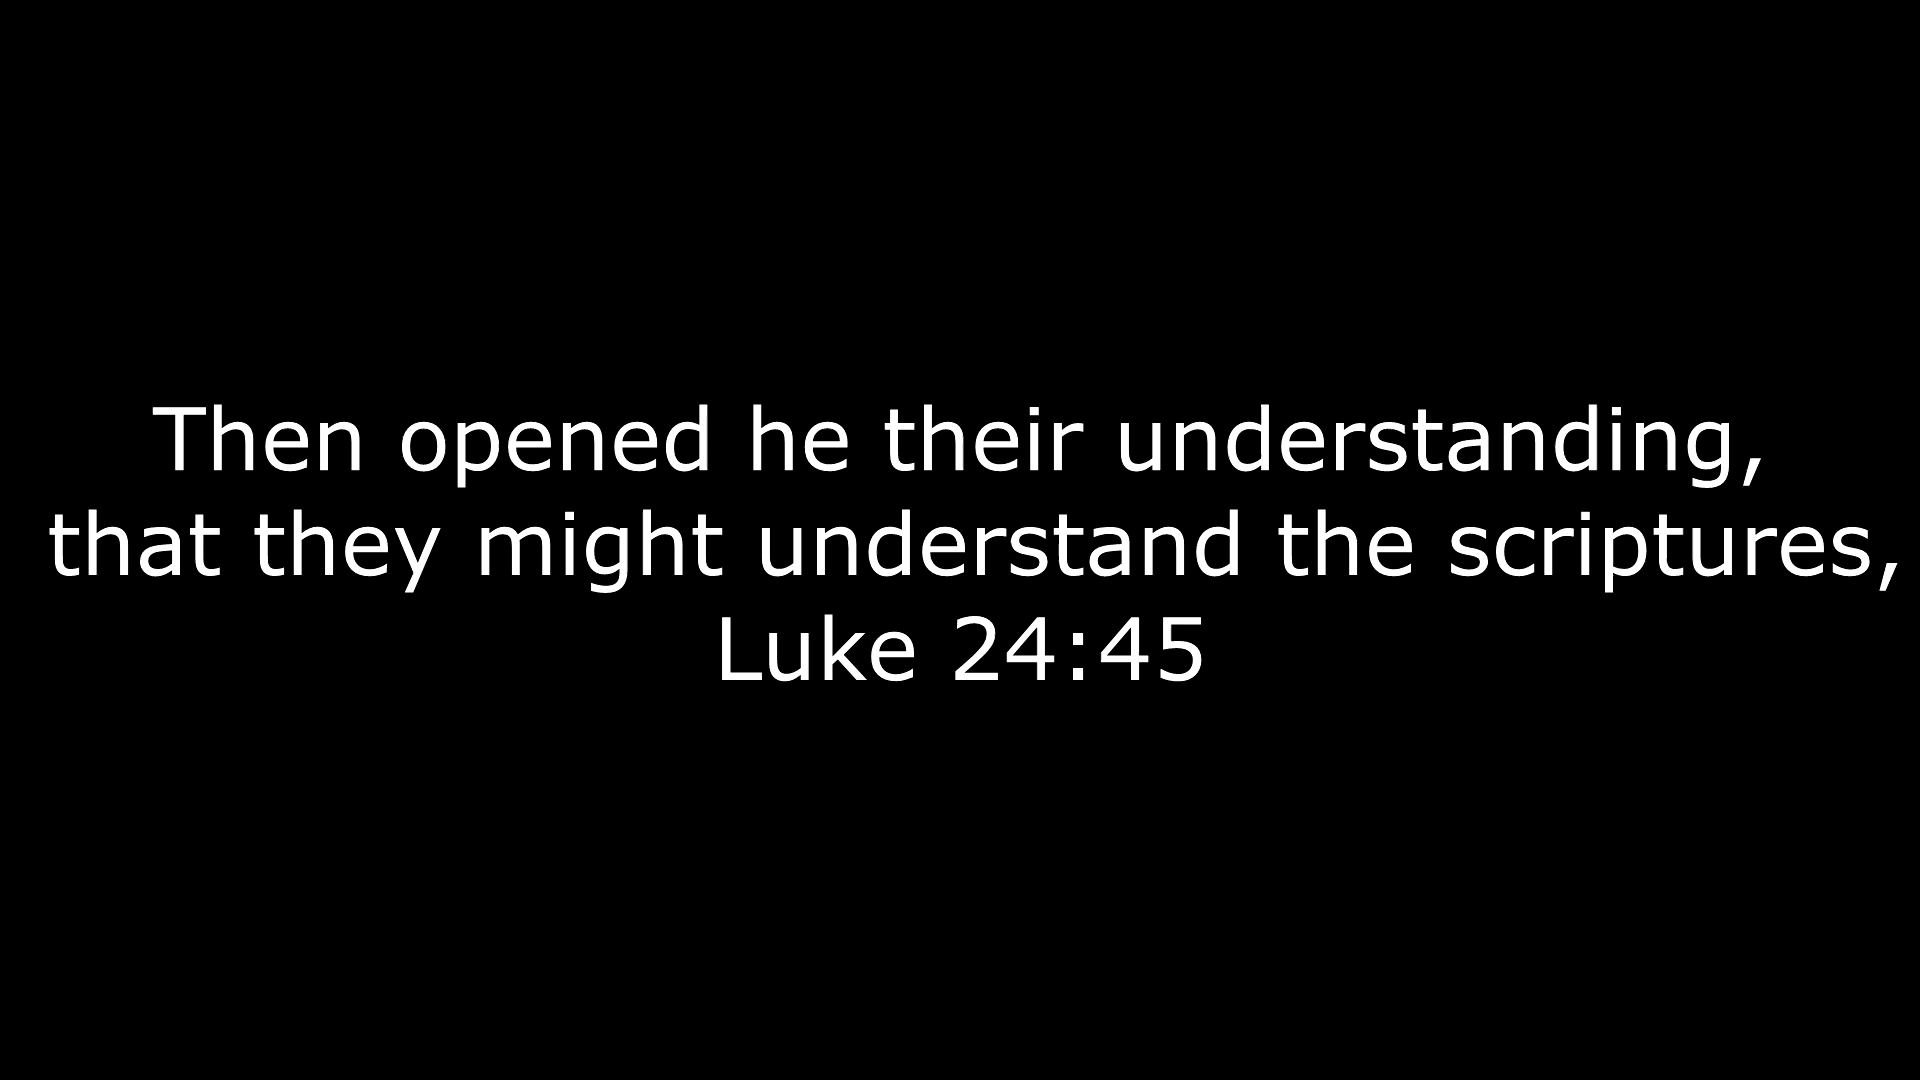 Then opened he their understanding,
that they might understand the scriptures,
Luke 24:45